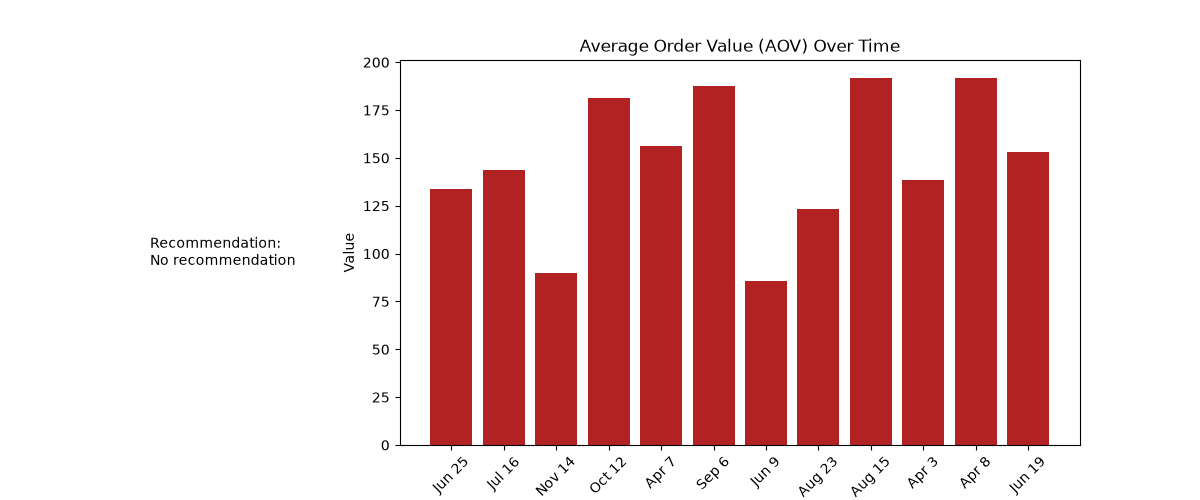 Average Order Value (AOV) Over Time
Recommendation:
No recommendation
Value
200
175
150
125
100
75
50
25
0
Jun 25
Jul 16
Nov 14
Oct 12
Apr 7
Sep 6
Jun 9
Aug 23
Aug 15
Apr 3
Apr 8
Jun 19